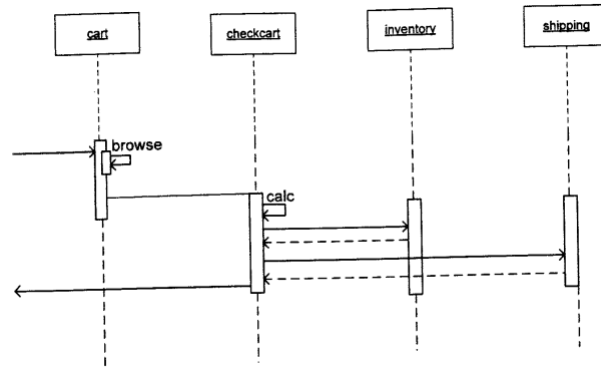 cart
checkcart
inventory
shipping
browse
calc